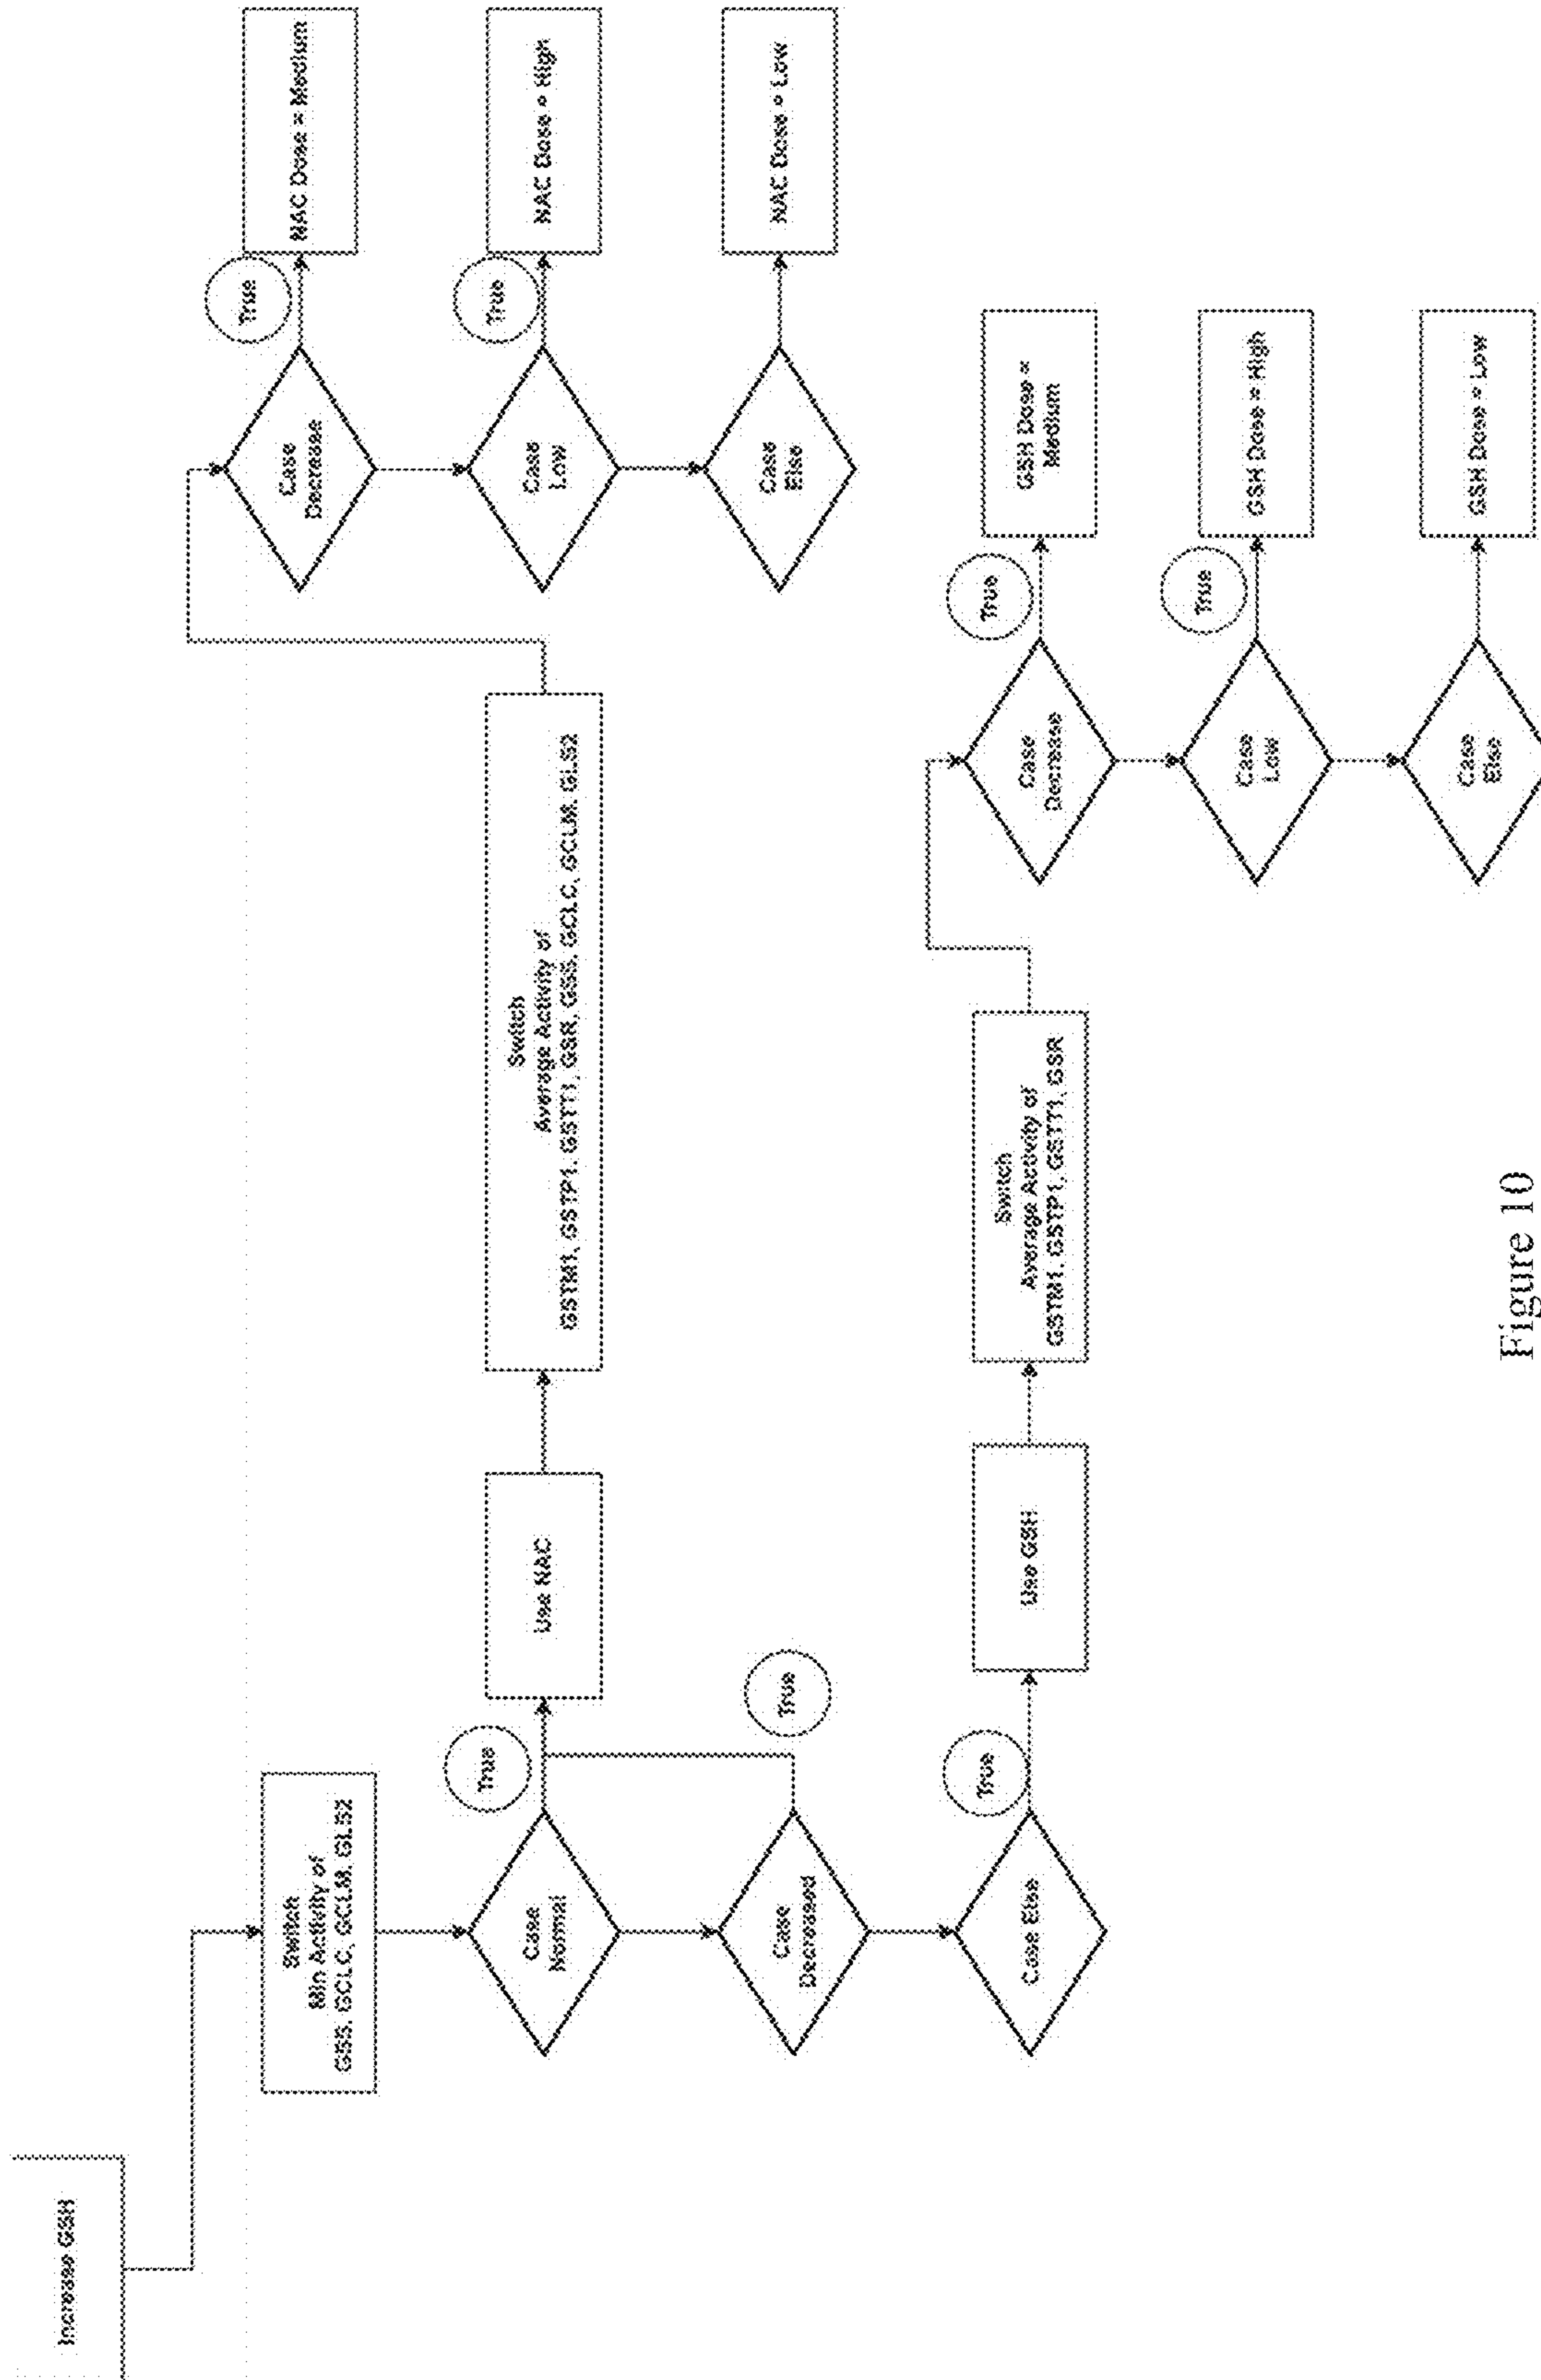 Increase GSH
Switch
Min Activity of
GSS, GCLC, GCLM, GLS2
Case
Normal
True
Use NAC
Switch
Average Activity of
GSTM1, GSTP1, GSTT1, GSR, GSS, GCLC, GCLM, GLS2
Case
Decrease
True
NAC Dose = Medium
Case
Low
True
NAC Dose = High
Case
Else
NAC Dose = Low
Case
Decreased
True
Case Else
True
Use GSH
Switch
Average Activity of
GSTM1, GSTP1, GSTT1, GSR
Case
Decrease
True
GSH Dose =
Medium
Case
Low
True
GSH Dose = High
Case
Else
GSH Dose = Low
Figure 10